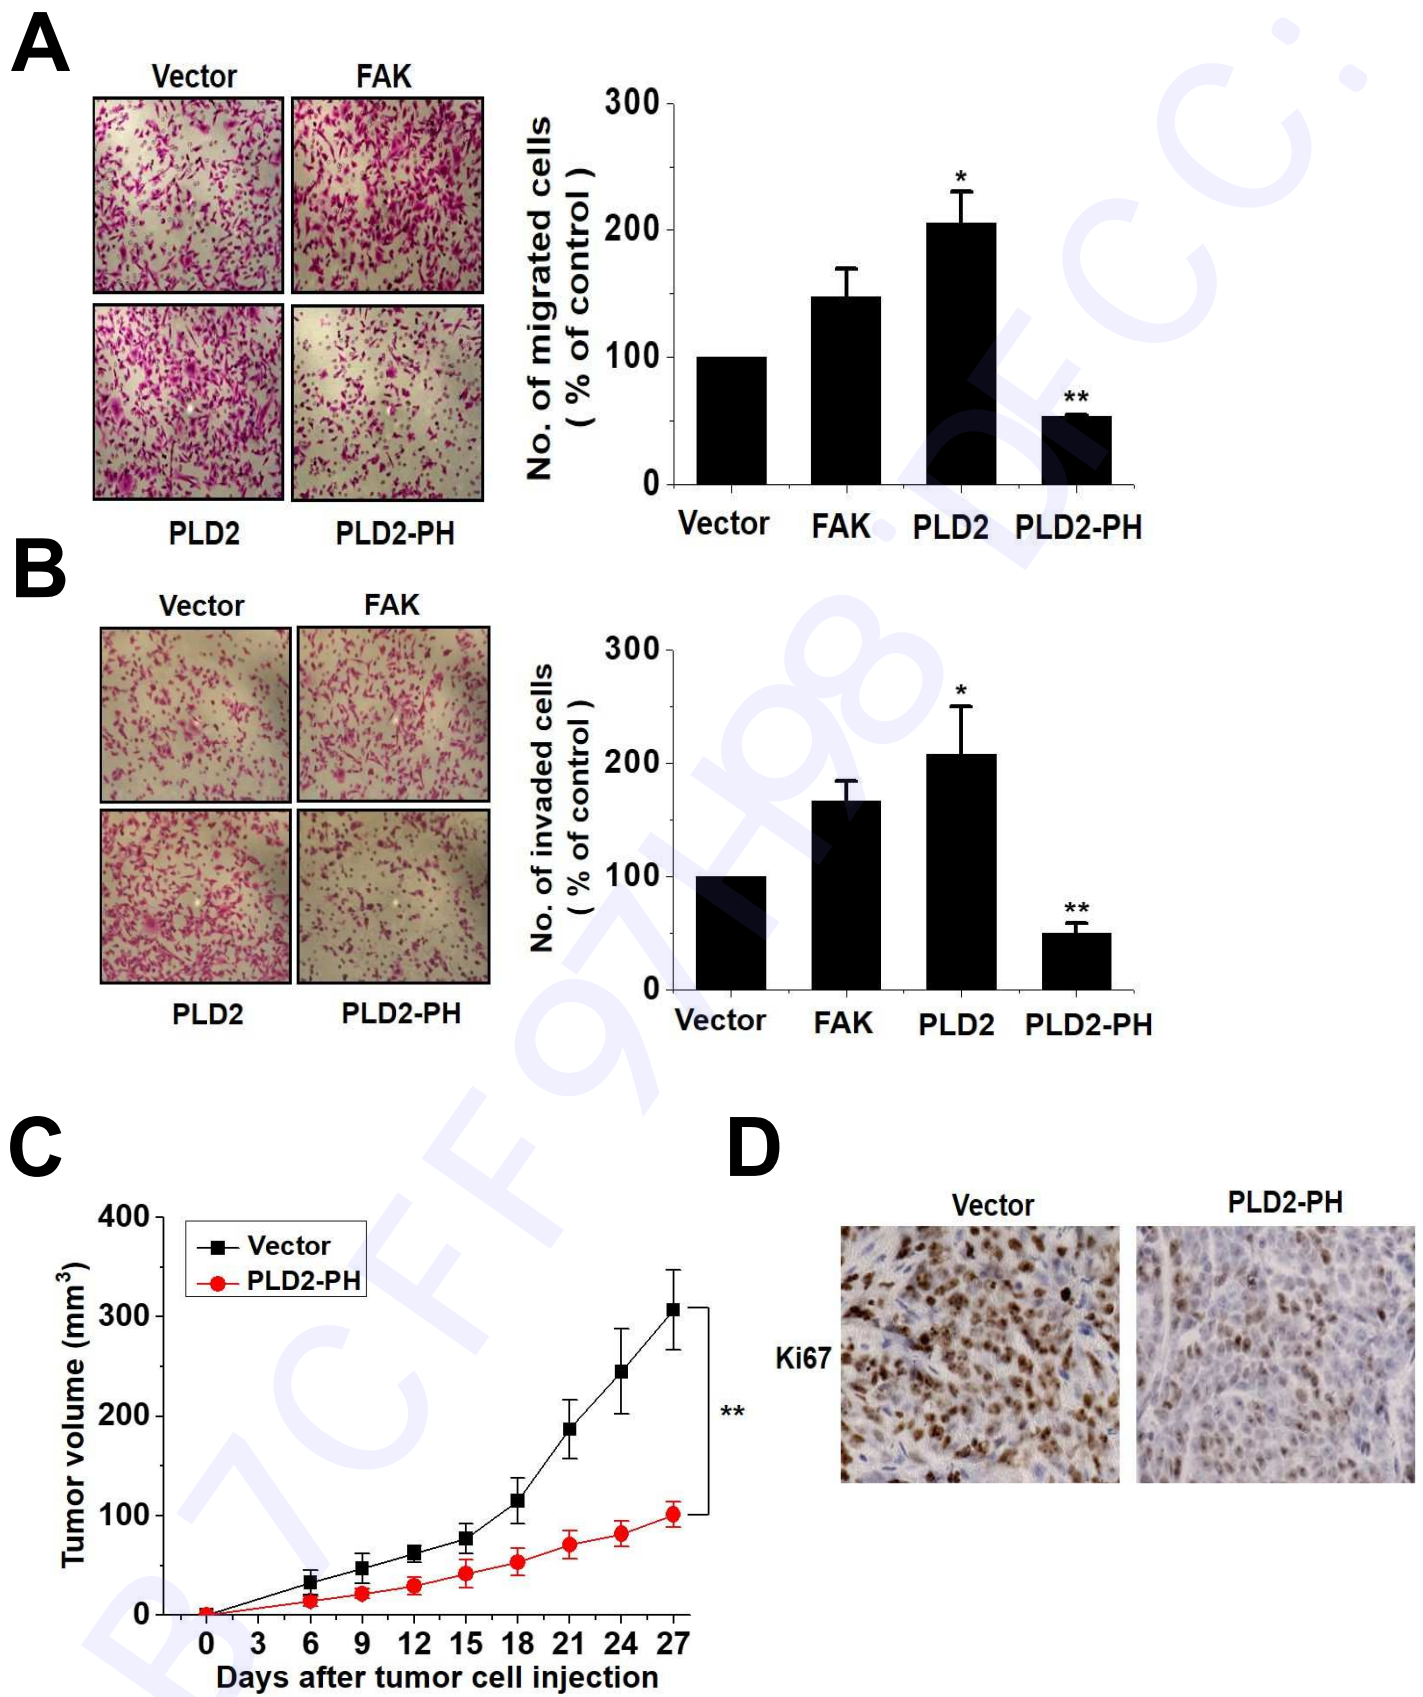 A
Vector
FAK
PLD2
PLD2-PH
No. of migrated cells
( % of control )
300
200
100
0
*
**
Vector
FAK
PLD2
PLD2-PH
B
Vector
FAK
PLD2
PLD2-PH
No. of invaded cells
( % of control )
300
200
100
0
*
**
Vector
FAK
PLD2
PLD2-PH
C
Tumor volume (mm³)
400
300
200
100
0
Vector
PLD2-PH
**
0 3 6 9 12 15 18 21 24 27
Days after tumor cell injection
D
Vector
PLD2-PH
Ki67